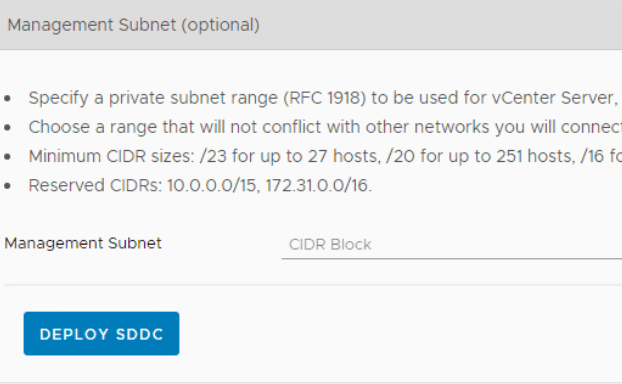 Management Subnet (optional)
• Specify a private subnet range (RFC 1918) to be used for vCenter Server,
• Choose a range that will not conflict with other networks you will connect
• Minimum CIDR sizes: /23 for up to 27 hosts, /20 for up to 251 hosts, /16 fo
• Reserved CIDRs: 10.0.0.0/15, 172.31.0.0/16.
Management Subnet CIDR Block
DEPLOY SDDC